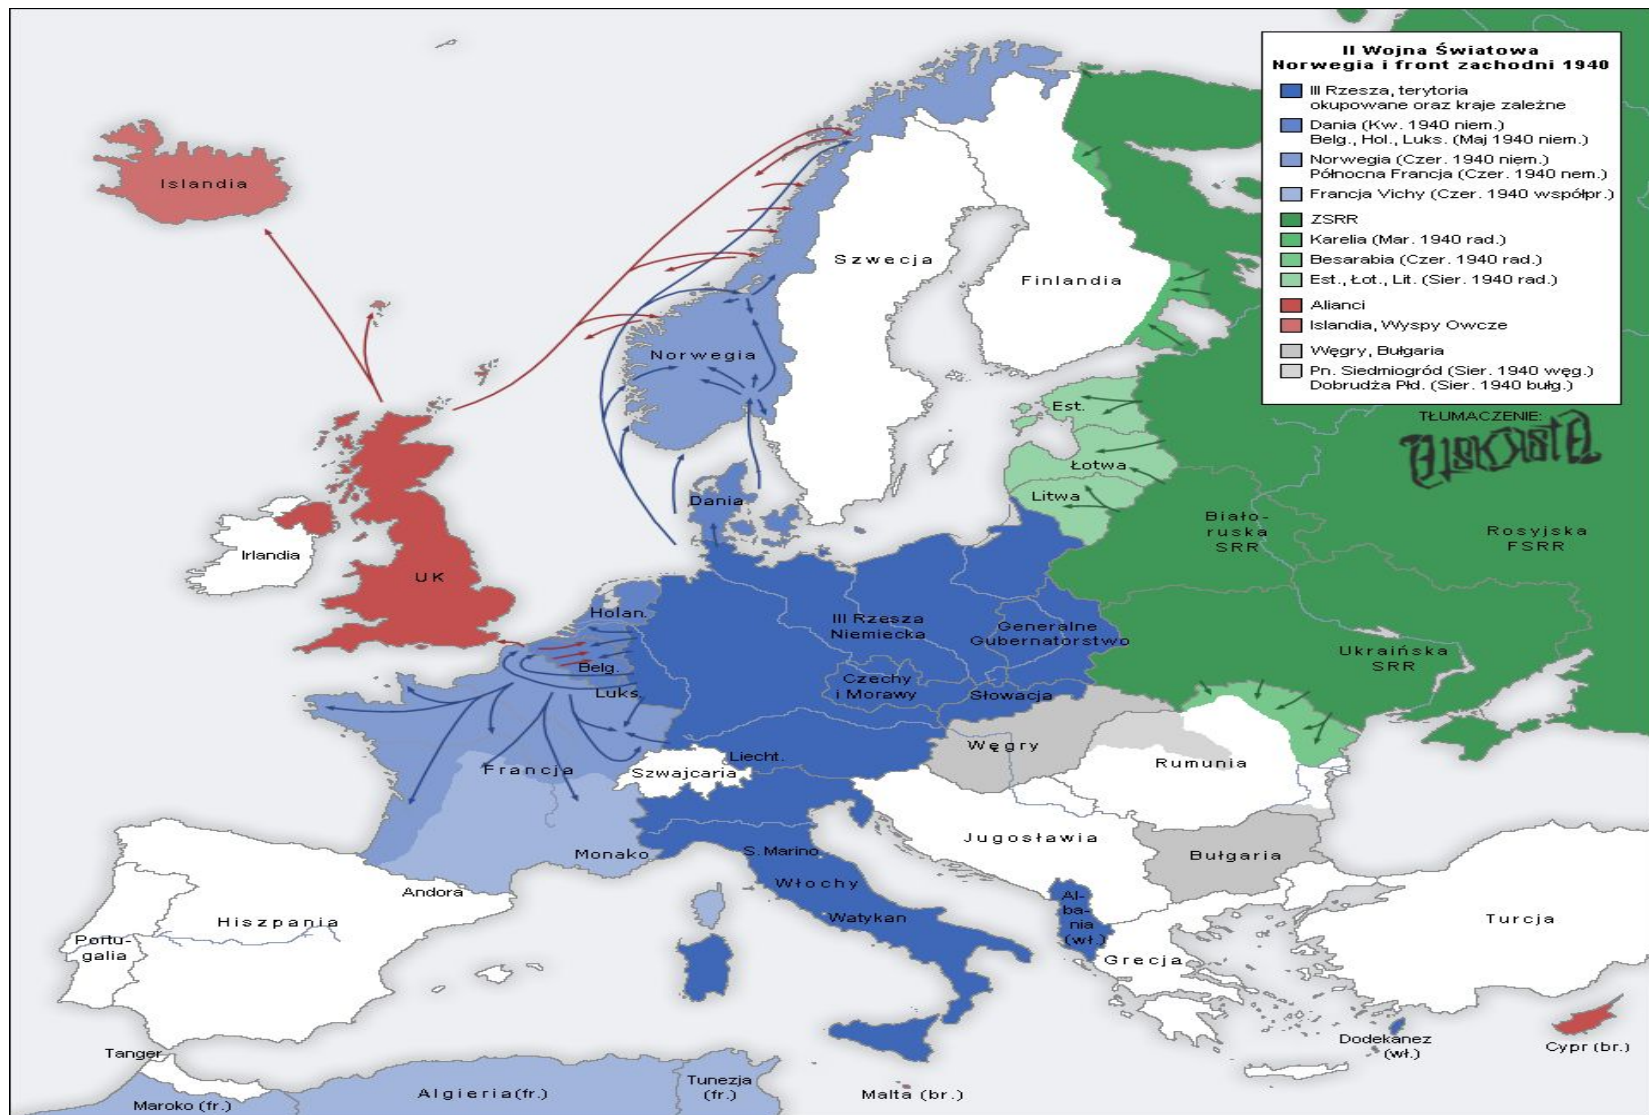 II Wojna Światowa
Norwegia i front zachodni 1940
III Rzesza, terytoria
okupowane oraz kraje zależne
Dania (Kw. 1940 niem.)
Belg., Hol., Luks. (Maj 1940 niem.)
Norwegia (Czer. 1940 niem.)
Północna Francja (Czer. 1940 nem.)
Francja Vichy (Czer. 1940 współpr.)
ZSRR
Karelia (Mar. 1940 rad.)
Besarabia (Czer. 1940 rad.)
Est., Łot., Lit. (Sier. 1940 rad.)
Alianci
Islandia, Wyspy Owcze
Węgry, Bułgaria
Pn. Siedmiogród (Sier. 1940 węg.)
Dobrudża Płd. (Sier. 1940 bułg.)
TŁUMACZENIE:
Islandia
Szwecja
Finlandia
Norwegia
Est.
Łotwa
Litwa
Dania
Biało-
ruska
SRR
Rosyjska
FSRR
Irlandia
UK
Holan.
III Rzesza
Niemiecka
Generalne
Gubernatorstwo
Ukraińska
SRR
Belg.
Luks.
Czechy
i Morawy
Słowacja
Węgry
Liecht.
Francja
Szwajcaria
Rumunia
Jugosławia
Monako
S. Marino
Bułgaria
Włochy
Andora
Al-
ba-
nia
(wł.)
Hiszpania
Watykan
Turcja
Portu-
galia
Grecja
Tanger
Dodekanez
(wł.)
Cypr (br.)
Maroko (fr.)
Algieria(fr.)
Tunezja
(fr.)
Malta (br.)